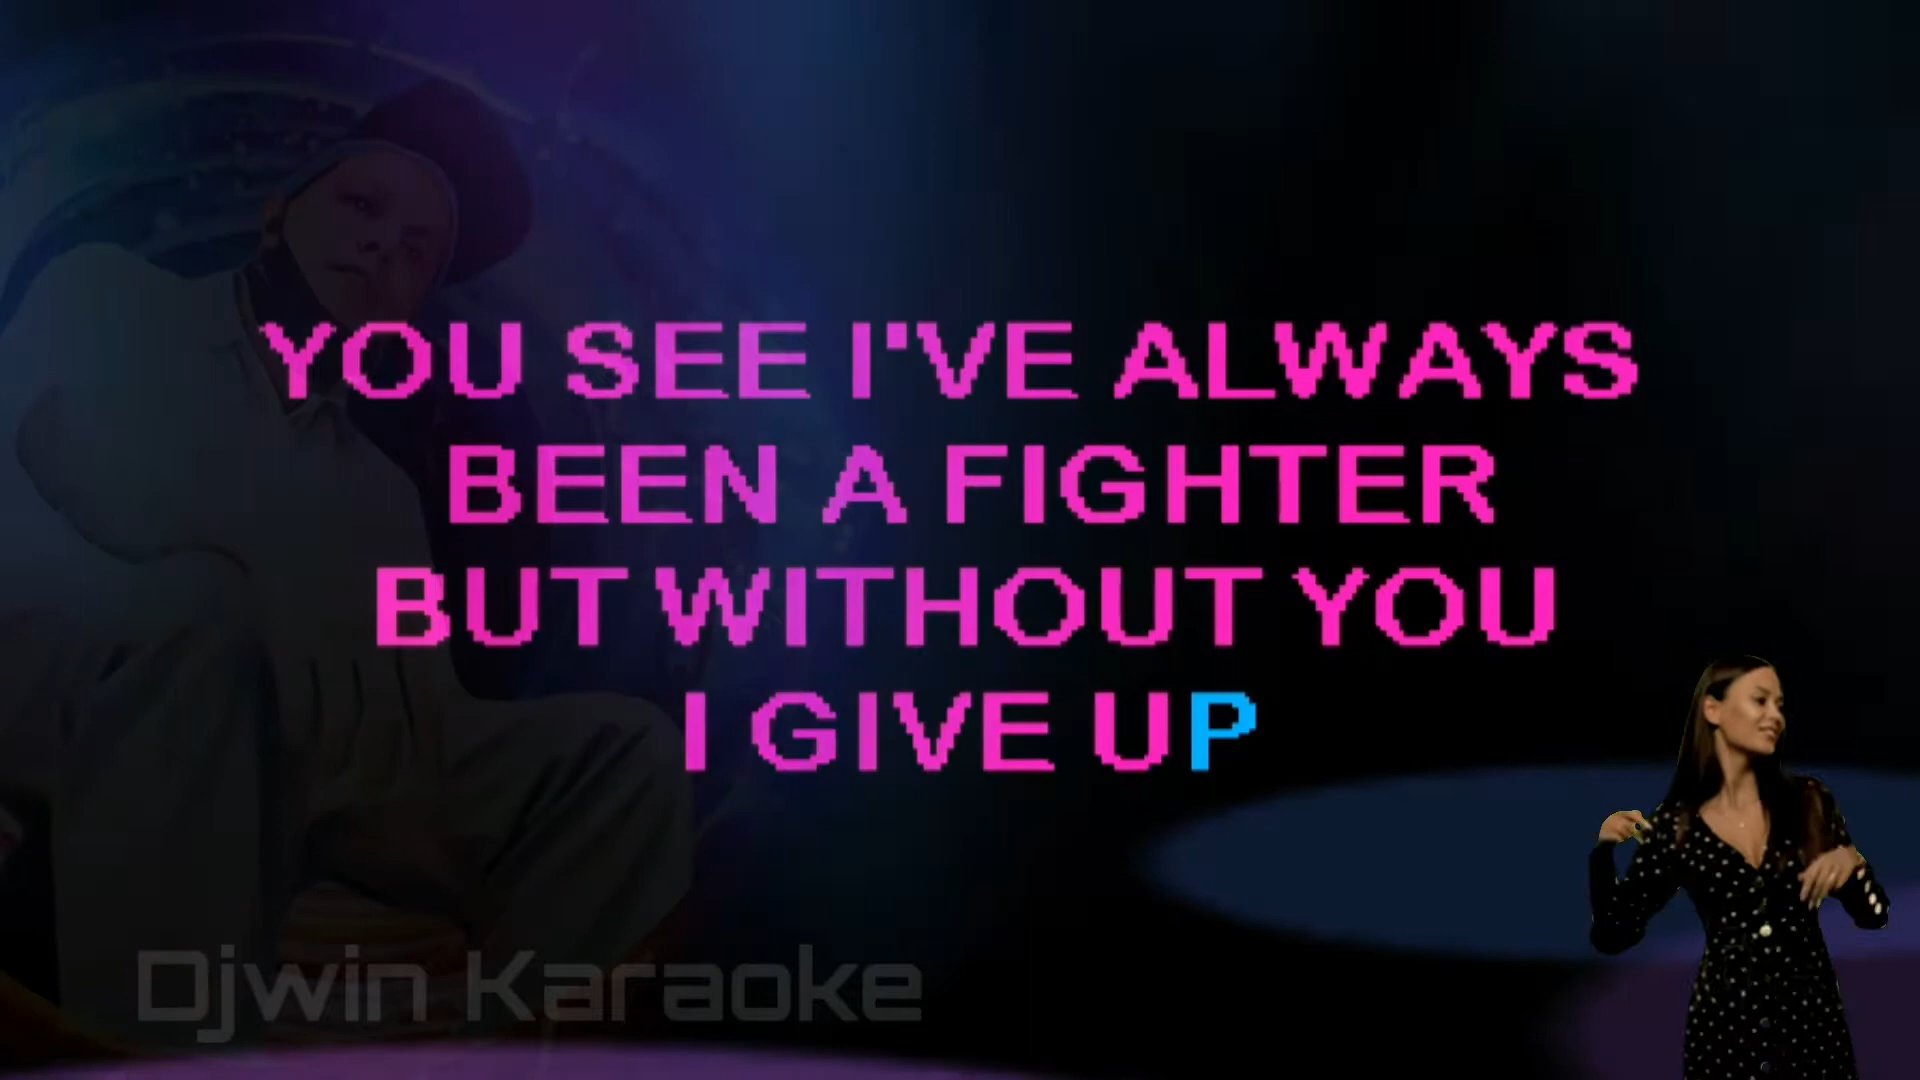 YOU SEE I'VE ALWAYS
BEEN A FIGHTER
BUT WITHOUT YOU
I GIVE UP
Djwin Karaoke